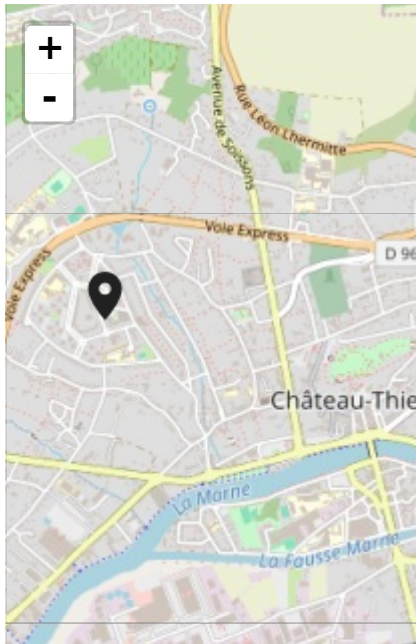 +
-
Avenue de Soissons
Rue Léon Lhermitte
Voie Express
D 96
Voie Express
Château-Thie
La Marne
La Fausse Marne